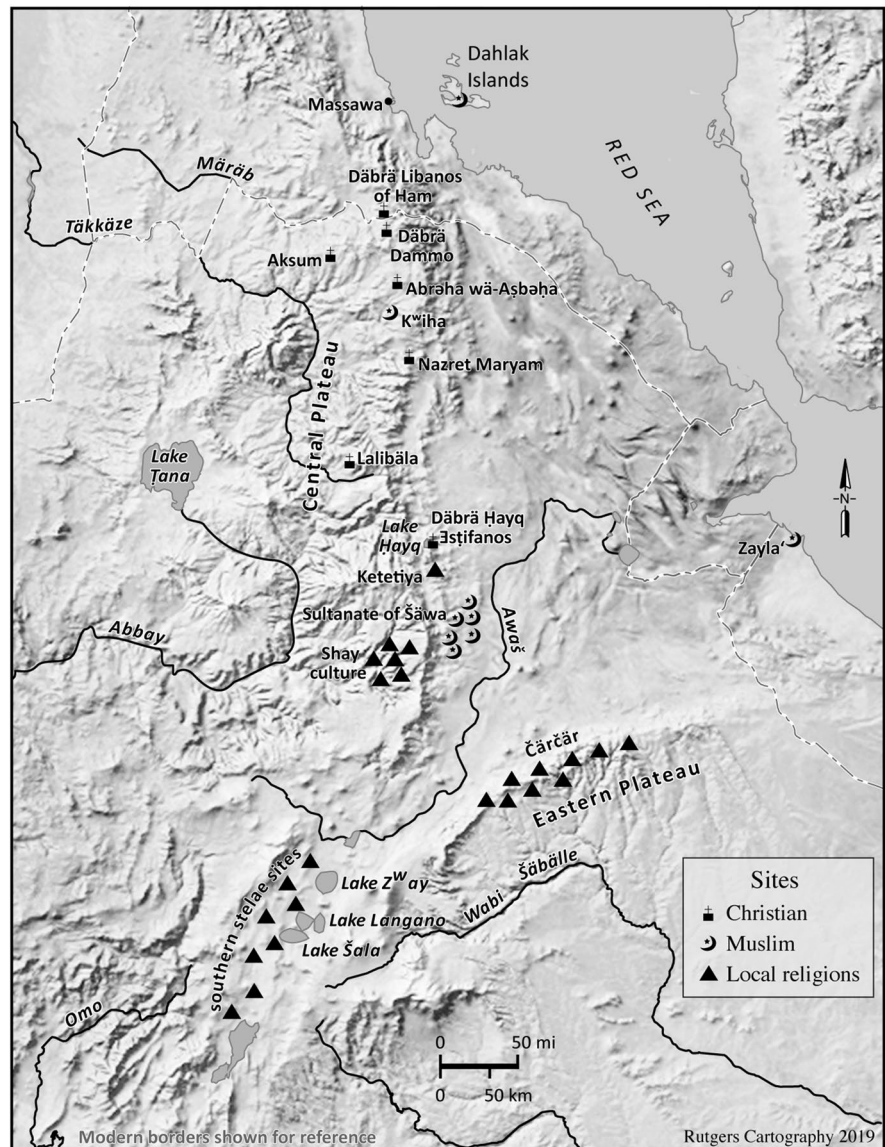 Dahlak
Islands
Massawa
RED SEA
Märäb
Däbrä Libanos
of Ham
Täkkäze
Däbrä
Dammo
Aksum
Abrəha wä-Aṣbəḥa
Kʷiha
Nazret Maryam
Central Plateau
Lake
Ṭana
Lalibäla
N
Däbrä Ḥayq
Ǝsṭifanos
Lake
Ḥayq
Zaylaʿ
Ketetiya
Sultanate of Šäwa
Awaš
Abbay
Shay
culture
Čärčär
Eastern Plateau
southern stelae sites
Lake Zʷay
Wabi Šäbälle
Lake Langano
Lake Šala
Omo
Sites
Christian
Muslim
Local religions
0 50 mi
0 50 km
Modern borders shown for reference
Rutgers Cartography 2019